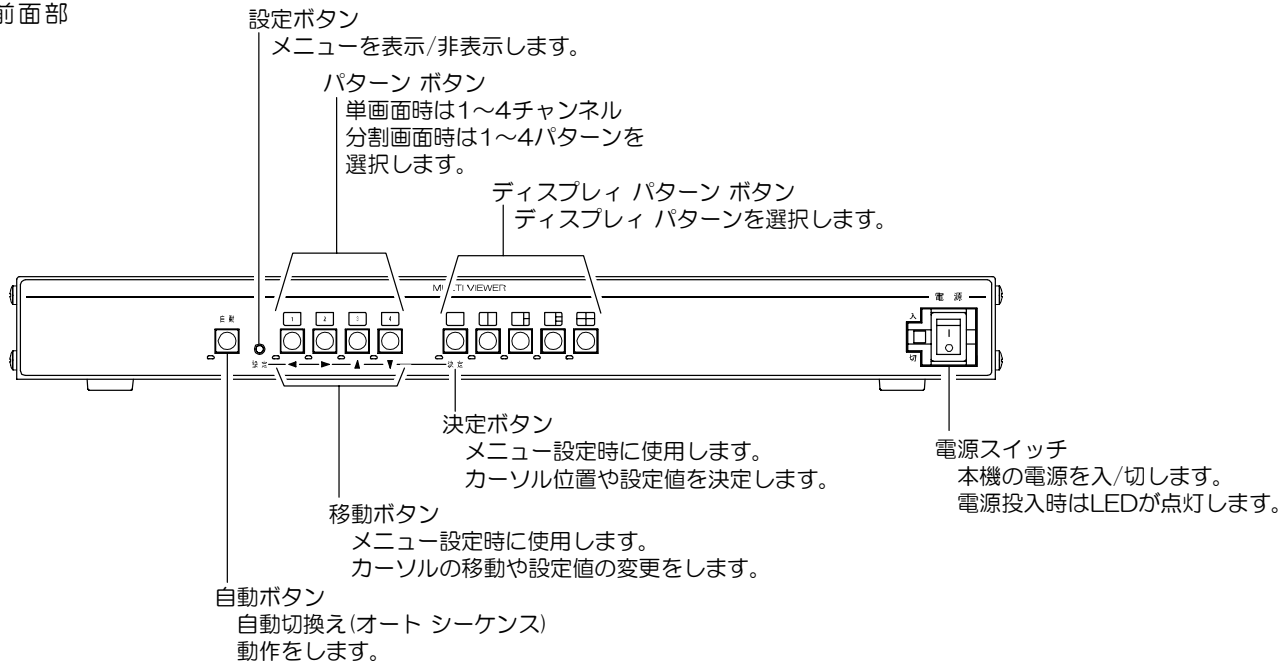 前面部
設定ボタン
メニューを表示/非表示します。
パターン ボタン
単画面時は1～4チャンネル
分割画面時は1～4パターンを
選択します。
ディスプレィ パターン ボタン
ディスプレィ パターンを選択します。
MULTI VIEWER
電 源
自 動
1 2 3 4
入
切
設 定 ◀ ▶ ▲ ▼ 決 定
決定ボタン
メニュー設定時に使用します。
カーソル位置や設定値を決定します。
電源スイッチ
本機の電源を入/切します。
電源投入時はLEDが点灯します。
移動ボタン
メニュー設定時に使用します。
カーソルの移動や設定値の変更をします。
自動ボタン
自動切換え(オート シーケンス)
動作をします。